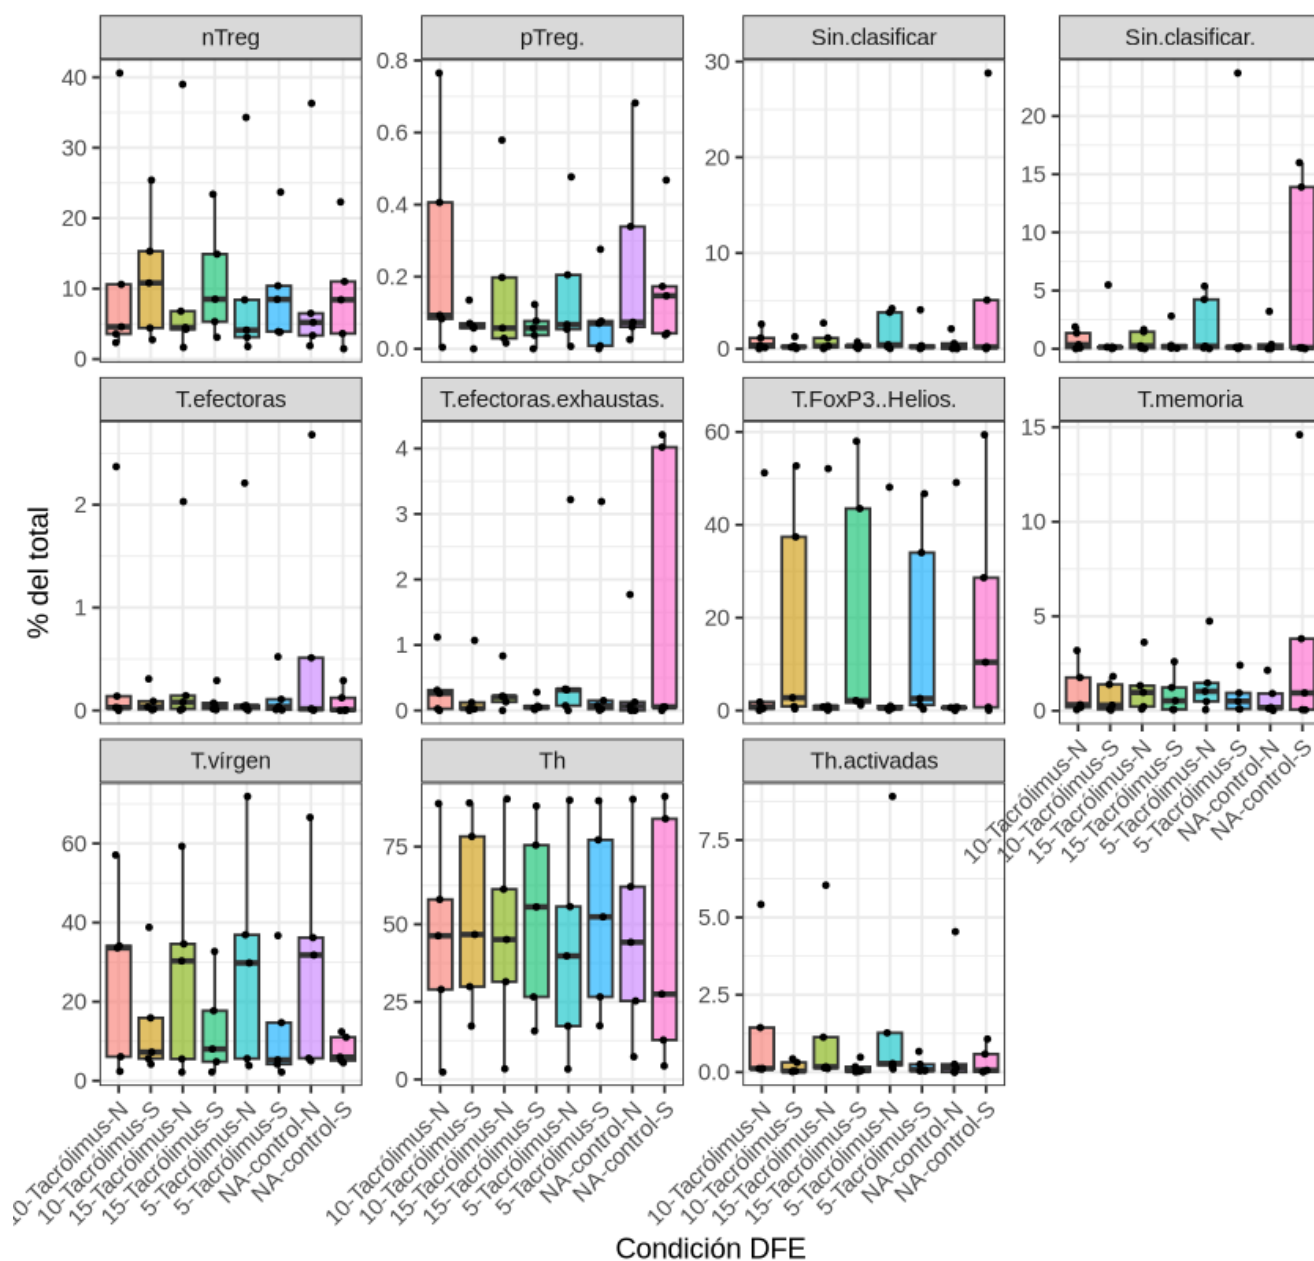 nTreg
pTreg.
Sin.clasificar
Sin.clasificar.
40
30
20
10
0
0.8
0.6
0.4
0.2
0.0
30
20
10
0
20
15
10
5
0
T.efectoras
T.efectoras.exhaustas.
T.FoxP3..Helios.
T.memoria
2
1
0
4
3
2
1
0
60
40
20
0
15
10
5
0
% del total
T.vírgen
Th
Th.activadas
10-Tacrólimus-N
10-Tacrólimus-S
15-Tacrólimus-N
15-Tacrólimus-S
5-Tacrólimus-N
5-Tacrólimus-S
NA-control-N
NA-control-S
60
40
20
0
75
50
25
0
7.5
5.0
2.5
0.0
10-Tacrólimus-N
10-Tacrólimus-S
15-Tacrólimus-N
15-Tacrólimus-S
5-Tacrólimus-N
5-Tacrólimus-S
NA-control-N
NA-control-S
10-Tacrólimus-N
10-Tacrólimus-S
15-Tacrólimus-N
15-Tacrólimus-S
5-Tacrólimus-N
5-Tacrólimus-S
NA-control-N
NA-control-S
10-Tacrólimus-N
10-Tacrólimus-S
15-Tacrólimus-N
15-Tacrólimus-S
5-Tacrólimus-N
5-Tacrólimus-S
NA-control-N
NA-control-S
Condición DFE